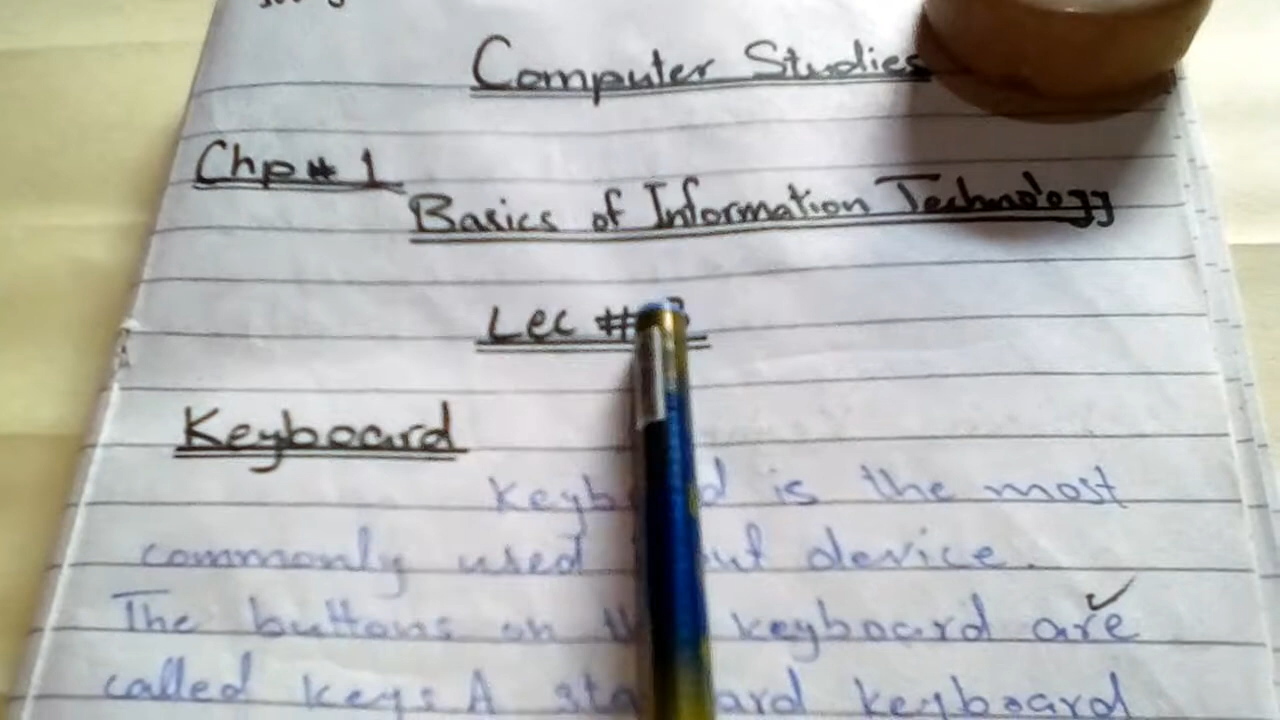 Computer Studies
Chp # 1
Basics of Information Technology
Lec #
Keyboard
is the most
commonly used device.
The buttons on keyboard are
called keys A keyboard